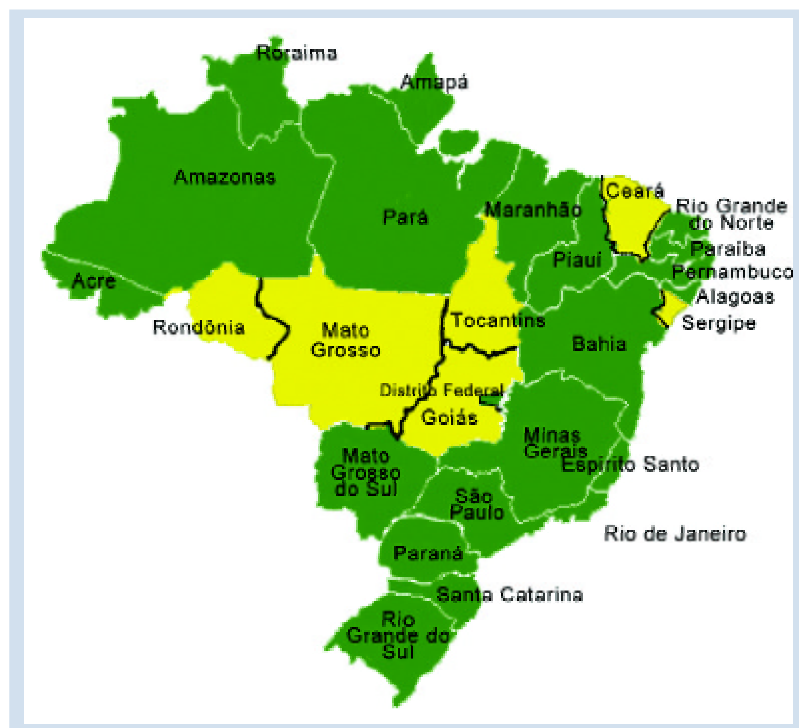 Roraima
Amapá
Amazonas
Pará
Maranhão
Ceará
Rio Grande
do Norte
Paraiba
Piauí
Pernambuco
Acre
Alagoas
Rondônia
Mato
Grosso
Tocantins
Sergipe
Bahia
Distrito Federal
Goiás
Minas
Gerais
Espírito Santo
Mato
Grosso
do Sul
São
Paulo
Rio de Janeiro
Paraná
Santa Catarina
Rio
Grande do
Sul